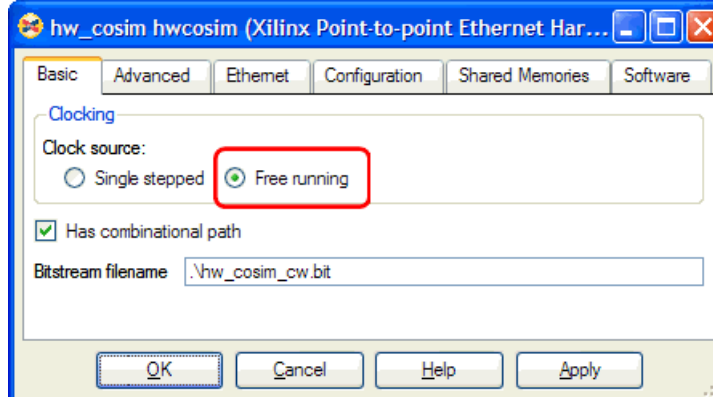 hw_cosim hwcosim (Xilinx Point-to-point Ethernet Har...
Basic Advanced Ethernet Configuration Shared Memories Software
Clocking
Clock source:
Single stepped Free running
Has combinational path
Bitstream filename .\hw_cosim_cw.bit
OK Cancel Help Apply